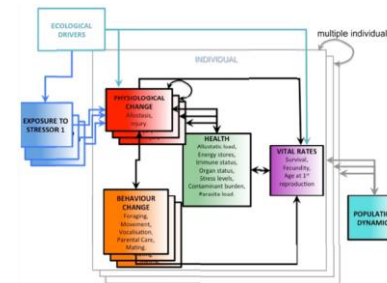 ECOLOGICAL
DRIVERS
multiple individual
INDIVIDUAL
PHYSIOLOGICAL
CHANGE
Allostasis,
Injury,
EXPOSURE TO
STRESSOR 1
HEALTH
Allostatic load,
Energy stores,
Immune status,
Organ status,
Stress levels,
Contaminant burden,
Parasite load.
VITAL RATES
Survival,
Fecundity,
Age at 1st
reproduction
BEHAVIOUR
CHANGE
Foraging,
Movement,
Vocalisation,
Parental Care,
Mating.
POPULATIO
DYNAMIC